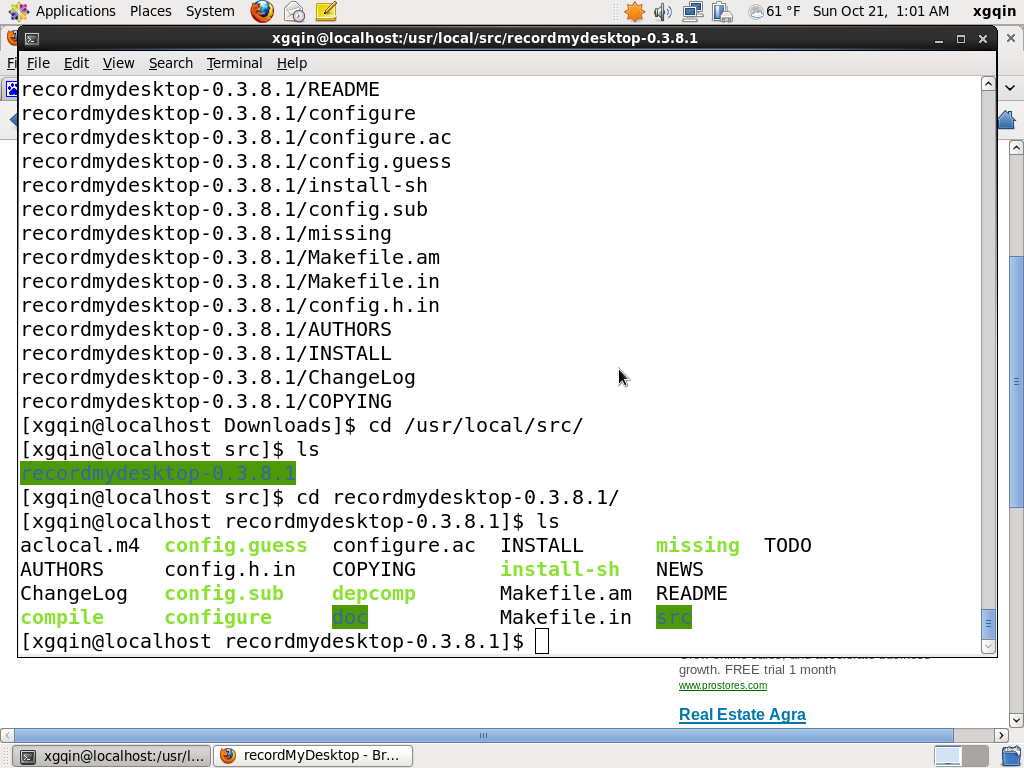 Applications Places System 61 °F Sun Oct 21, 1:01 AM xgqin
xgqin@localhost:/usr/local/src/recordmydesktop-0.3.8.1
File Edit View Search Terminal Help
recordmydesktop-0.3.8.1/README
recordmydesktop-0.3.8.1/configure
recordmydesktop-0.3.8.1/configure.ac
recordmydesktop-0.3.8.1/config.guess
recordmydesktop-0.3.8.1/install-sh
recordmydesktop-0.3.8.1/config.sub
recordmydesktop-0.3.8.1/missing
recordmydesktop-0.3.8.1/Makefile.am
recordmydesktop-0.3.8.1/Makefile.in
recordmydesktop-0.3.8.1/config.h.in
recordmydesktop-0.3.8.1/AUTHORS
recordmydesktop-0.3.8.1/INSTALL
recordmydesktop-0.3.8.1/ChangeLog
recordmydesktop-0.3.8.1/COPYING
[xgqin@localhost Downloads]$ cd /usr/local/src/
[xgqin@localhost src]$ ls
recordmydesktop-0.3.8.1
[xgqin@localhost src]$ cd recordmydesktop-0.3.8.1/
[xgqin@localhost recordmydesktop-0.3.8.1]$ ls
aclocal.m4 config.guess configure.ac INSTALL missing TODO
AUTHORS config.h.in COPYING install-sh NEWS
ChangeLog config.sub depcomp Makefile.am README
compile configure doc Makefile.in src
[xgqin@localhost recordmydesktop-0.3.8.1]$
growth. FREE trial 1 month
www.prostores.com
Real Estate Agra
xgqin@localhost:/usr/l... recordMyDesktop - Br...